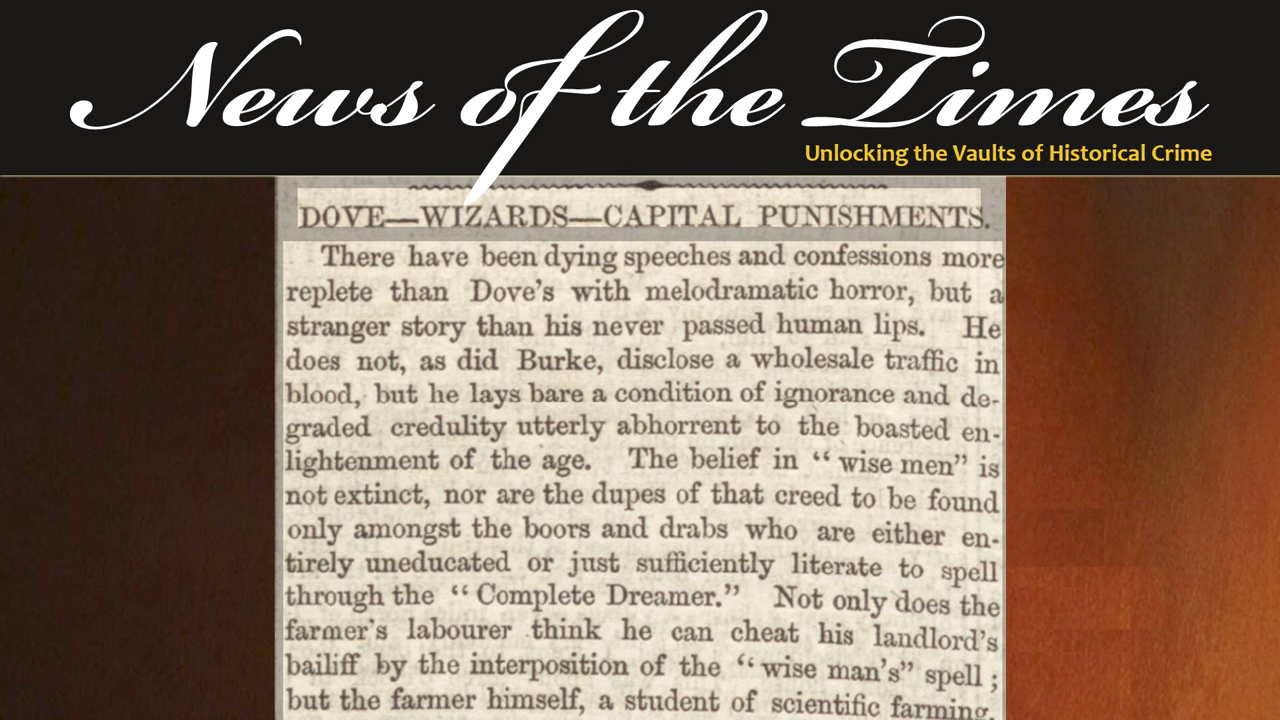 News of the Times
Unlocking the Vaults of Historical Crime
DOVE—WIZARDS—CAPITAL PUNISHMENTS.
There have been dying speeches and confessions more
replete than Dove's with melodramatic horror, but a
stranger story than his never passed human lips. He
does not, as did Burke, disclose a wholesale traffic in
blood, but he lays bare a condition of ignorance and de-
graded credulity utterly abhorrent to the boasted en-
lightenment of the age. The belief in “wise men” is
not extinct, nor are the dupes of that creed to be found
only amongst the boors and drabs who are either en-
tirely uneducated or just sufficiently literate to spell
through the “Complete Dreamer.” Not only does the
farmer's labourer think he can cheat his landlord's
bailiff by the interposition of the “wise man's” spell;
but the farmer himself, a student of scientific farming,